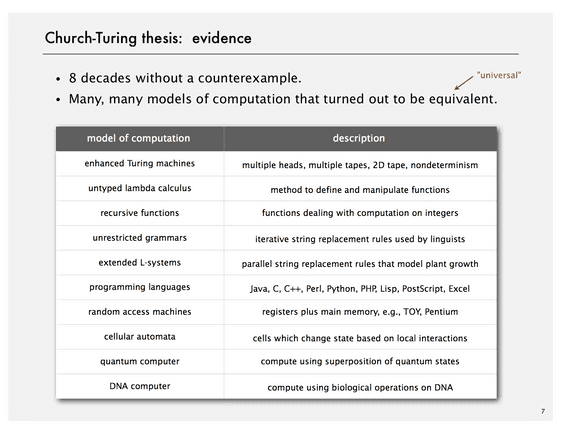 Church-Turing thesis: evidence
"universal"
• 8 decades without a counterexample.
• Many, many models of computation that turned out to be equivalent.
model of computation description
enhanced Turing machines multiple heads, multiple tapes, 2D tape, nondeterminism
untyped lambda calculus method to define and manipulate functions
recursive functions functions dealing with computation on integers
unrestricted grammars iterative string replacement rules used by linguists
extended L-systems parallel string replacement rules that model plant growth
programming languages Java, C, C++, Perl, Python, PHP, Lisp, PostScript, Excel
random access machines registers plus main memory, e.g., TOY, Pentium
cellular automata cells which change state based on local interactions
quantum computer compute using superposition of quantum states
DNA computer compute using biological operations on DNA
7